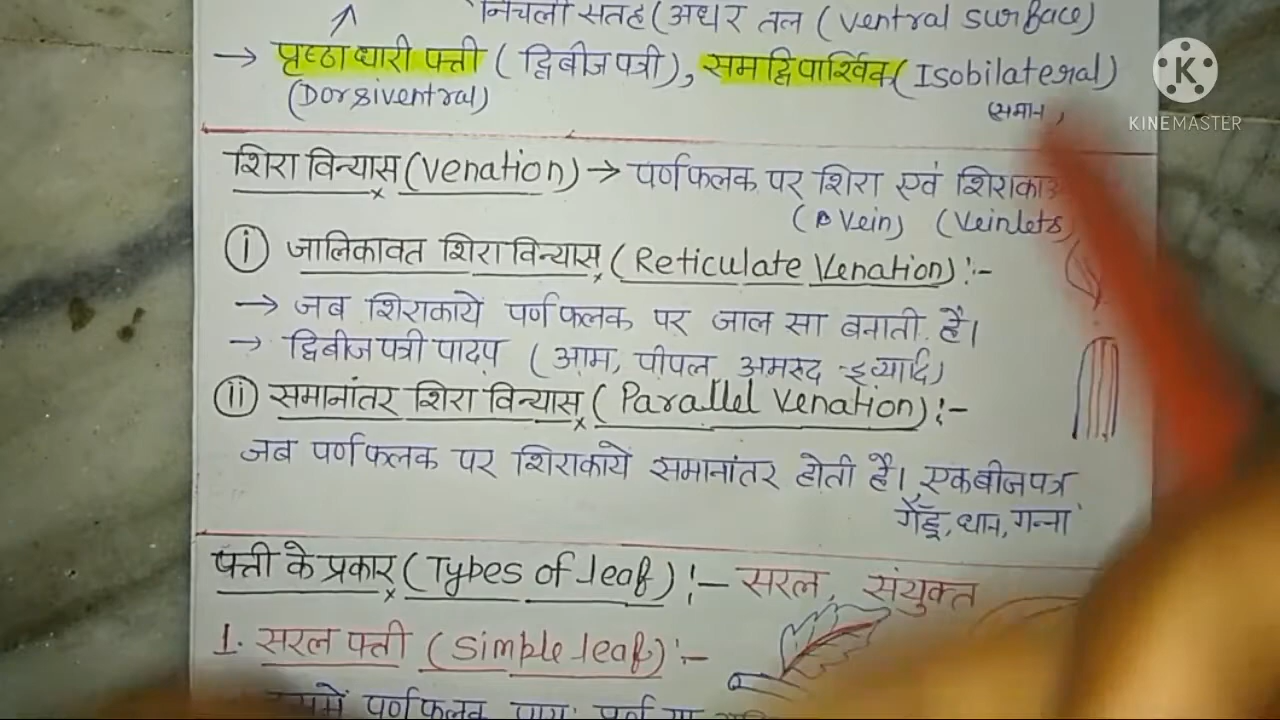 निचली सतह (अधर तल (Ventral surface)
→ पृष्ठाधारी पत्ती (द्विबीजपत्री), समद्विपार्श्विक (Isobilateral)
(Dorsiventral) समान,
KINEMASTER
शिरा विन्यास (Venation) → पर्णफलक पर शिरा एवं शिराका
(Vein) (Veinlets)
(i) जालिकावत शिरा विन्यास (Reticulate Venation) :-
→ जब शिराकाये पर्णफलक पर जाल सा बनाती है।
→ द्विबीजपत्री पादप (आम, पीपल, अमरुद इत्यादि)
(ii) समानांतर शिरा विन्यास (Parallel Venation) :-
जब पर्णफलक पर शिराकाये समानांतर होती है। एकबीजपत्र
गेहूँ, धान, गन्ना
पत्ती के प्रकार (Types of leaf) :- सरल, संयुक्त
1. सरल पत्ती (Simple leaf) :-
पर्णफलक